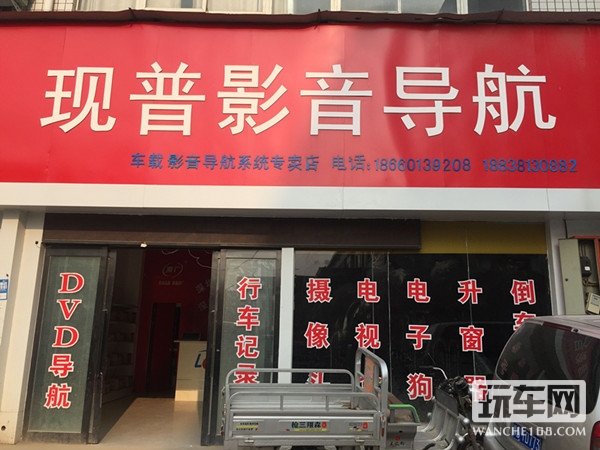 现普影音导航
车载影音导航系统专卖店 电话:18660139208 18838130882
DVD导航
行车记录
摄像头
电视
电子狗
升窗器
倒车
玩车网
WANCHE168.COM